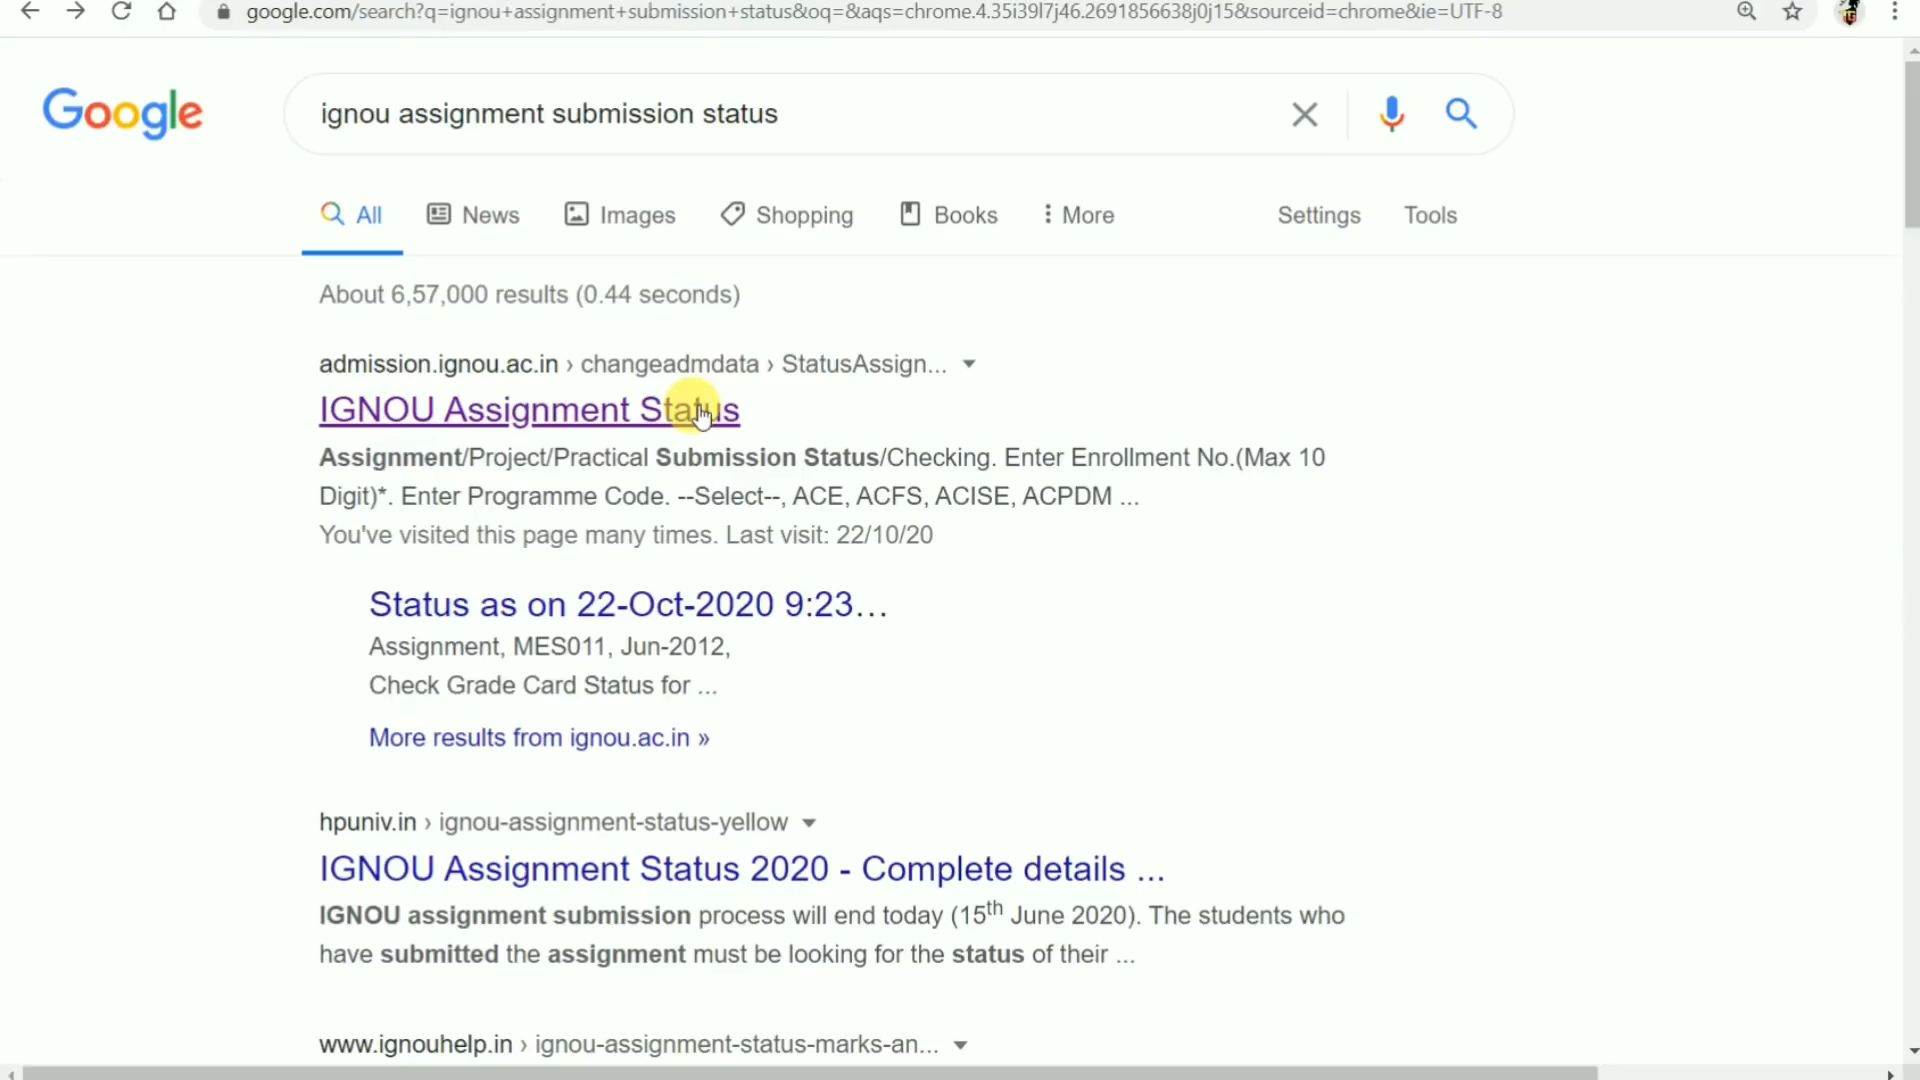 google.com/search?q=ignou+assignment+submission+status&oq=&aqs=chrome.4.35i39l7j46.2691856638j0j15&sourceid=chrome&ie=UTF-8
Google
ignou assignment submission status
All News Images Shopping Books More Settings Tools
About 6,57,000 results (0.44 seconds)
admission.ignou.ac.in › changeadmdata › StatusAssign...
IGNOU Assignment Status
Assignment/Project/Practical Submission Status/Checking. Enter Enrollment No.(Max 10
Digit)*. Enter Programme Code. --Select--, ACE, ACFS, ACISE, ACPDM ...
You've visited this page many times. Last visit: 22/10/20
Status as on 22-Oct-2020 9:23...
Assignment, MES011, Jun-2012,
Check Grade Card Status for ...
More results from ignou.ac.in »
hpuniv.in › ignou-assignment-status-yellow
IGNOU Assignment Status 2020 - Complete details ...
IGNOU assignment submission process will end today (15th June 2020). The students who
have submitted the assignment must be looking for the status of their ...
www.ignouhelp.in › ignou-assignment-status-marks-an...